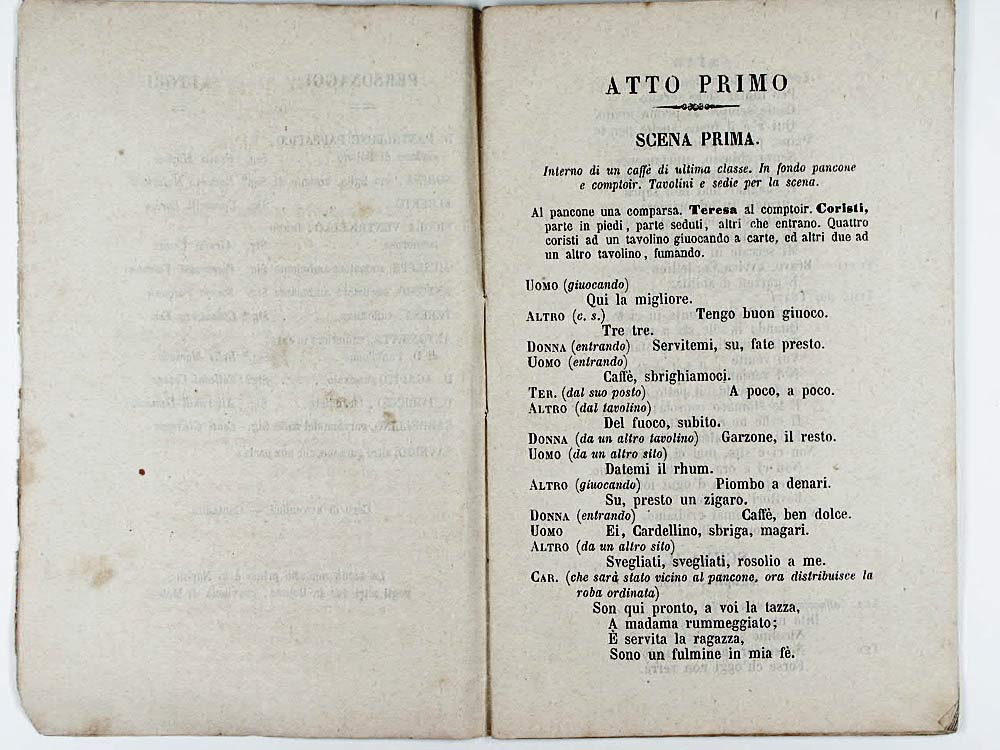 ATTO PRIMO
SCENA PRIMA.
Interno di un caffè di ultima classe. In fondo pancone
e comptoir. Tavolini e sedie per la scena.
Al pancone una comparsa. Teresa al comptoir. Coristi,
parte in piedi, parte seduti, altri che entrano. Quattro
coristi ad un tavolino giuocando a carte, ed altri due ad
un altro tavolino, fumando.
UOMO (giuocando)
Qui la migliore.
ALTRO (c. s.) Tengo buon giuoco.
Tre tre.
DONNA (entrando) Servitemi, su, fate presto.
UOMO (entrando)
Caffè, sbrighiamoci.
TER. (dal suo posto) A poco, a poco.
ALTRO (dal tavolino)
Del fuoco, subito.
DONNA (da un altro tavolino) Garzone, il resto.
UOMO (da un altro sito)
Datemi il rhum.
ALTRO (giuocando) Piombo a denari.
Su, presto un zigaro.
DONNA (entrando) Caffè, ben dolce.
UOMO Ei, Cardellino, sbriga, magari.
ALTRO (da un altro sito)
Svegliati, svegliati, rosolio a me.
CAR. (che sarà stato vicino al pancone, ora distribuisce la
roba ordinata)
Son qui pronto, a voi la tazza,
A madama rummeggiato;
È servita la ragazza,
Sono un fulmine in mia fè.